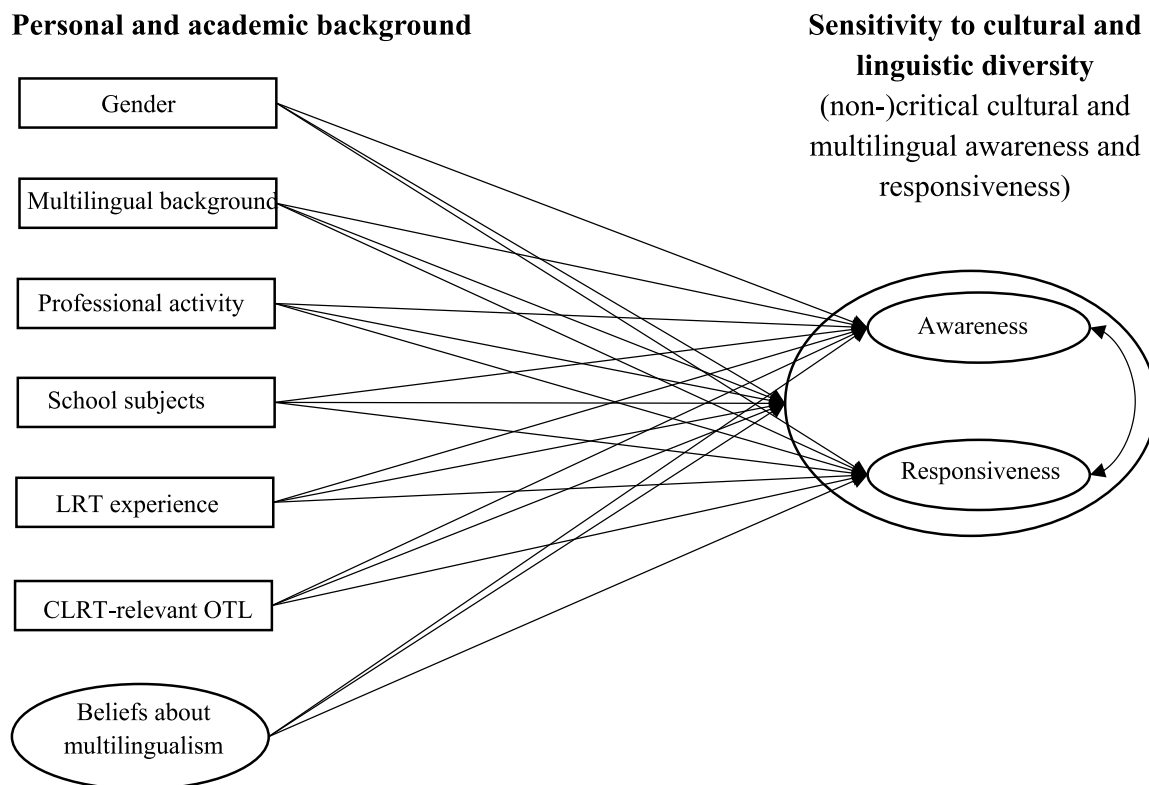 Personal and academic background
Sensitivity to cultural and
linguistic diversity
(non-)critical cultural and
multilingual awareness and
responsiveness)
Gender
Multilingual background
Professional activity
School subjects
LRT experience
CLRT-relevant OTL
Beliefs about
multilingualism
Awareness
Responsiveness